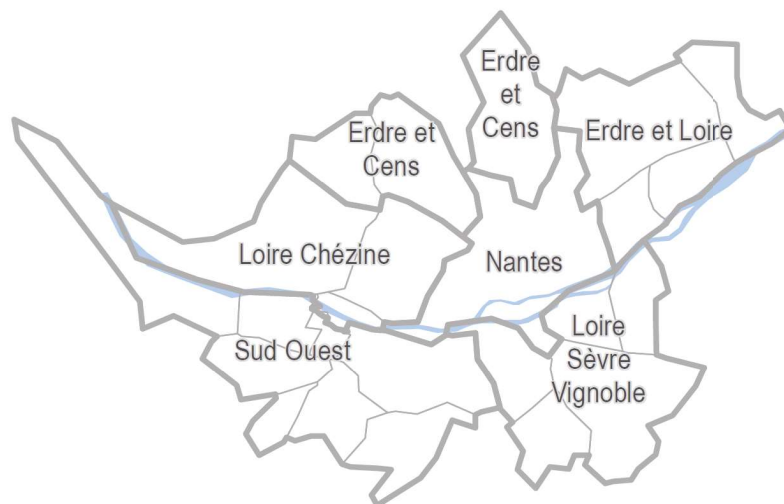 Erdre
et
Cens
Erdre et
Cens
Erdre et Loire
Loire Chézine
Nantes
Sud Ouest
Loire
Sèvre
Vignoble